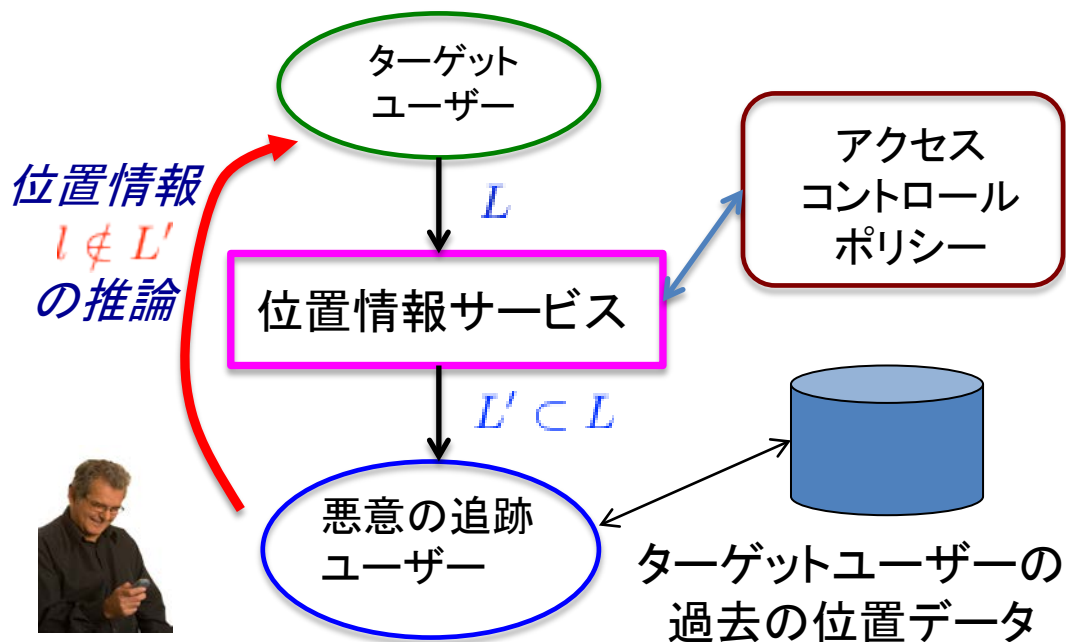 ターゲット
ユーザー
アクセス
コントロール
ポリシー
位置情報
l ∉ L'
の推論
L
位置情報サービス
L' ⊂ L
悪意の追跡
ユーザー
ターゲットユーザーの
過去の位置データ